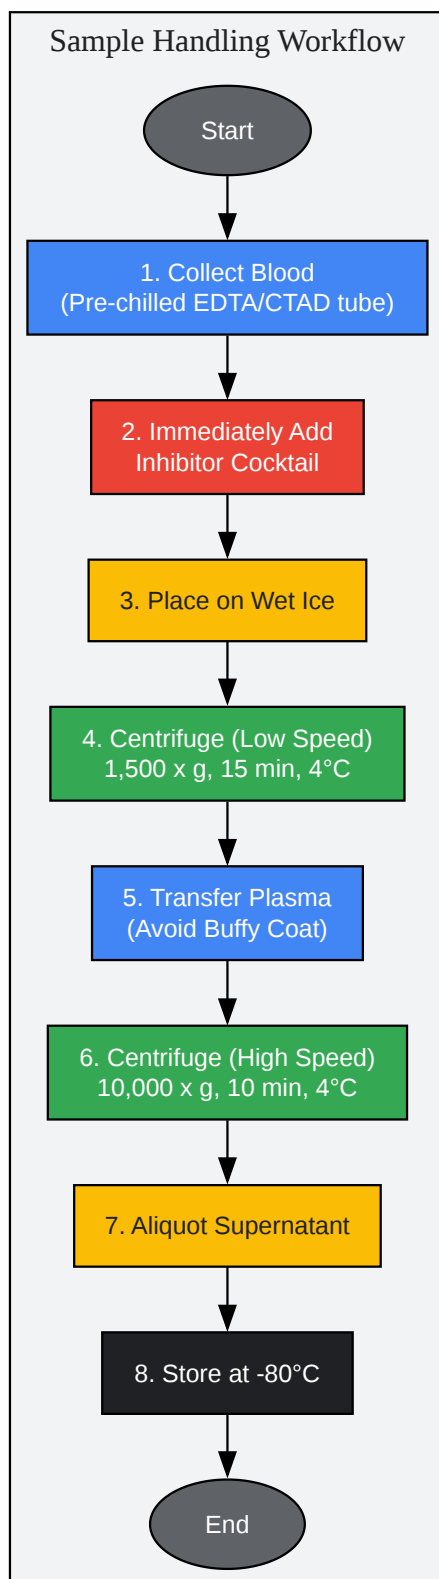 Sample Handling Workflow
Start
1. Collect Blood
(Pre-chilled EDTA/CTAD tube)
2. Immediately Add
Inhibitor Cocktail
3. Place on Wet Ice
4. Centrifuge (Low Speed)
1,500 x g, 15 min, 4°C
5. Transfer Plasma
(Avoid Buffy Coat)
6. Centrifuge (High Speed)
10,000 x g, 10 min, 4°C
7. Aliquot Supernatant
8. Store at -80°C
End